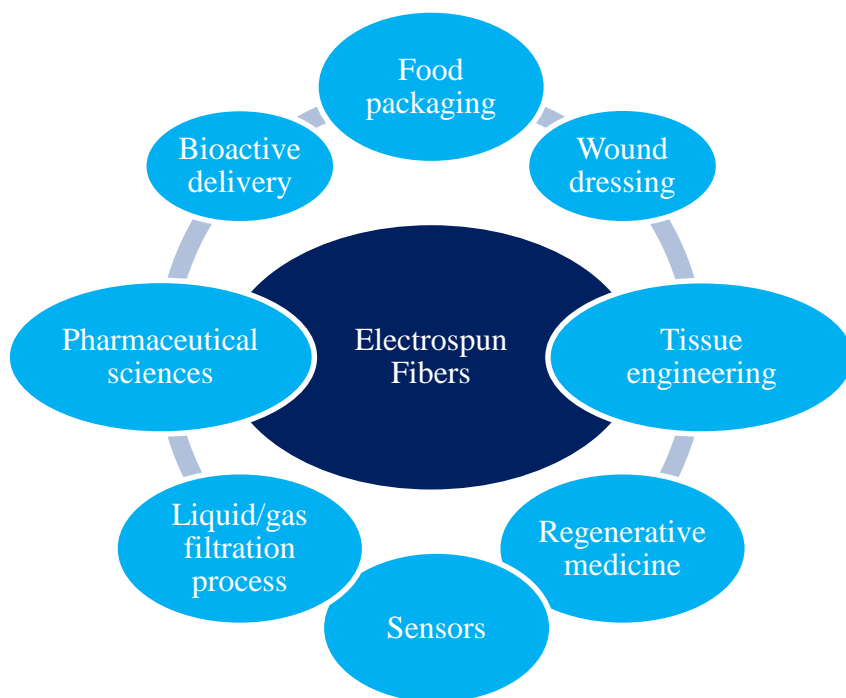 Food
packaging
Bioactive
delivery
Wound
dressing
Pharmaceutical
sciences
Electrospun
Fibers
Tissue
engineering
Liquid/gas
filtration
process
Regenerative
medicine
Sensors